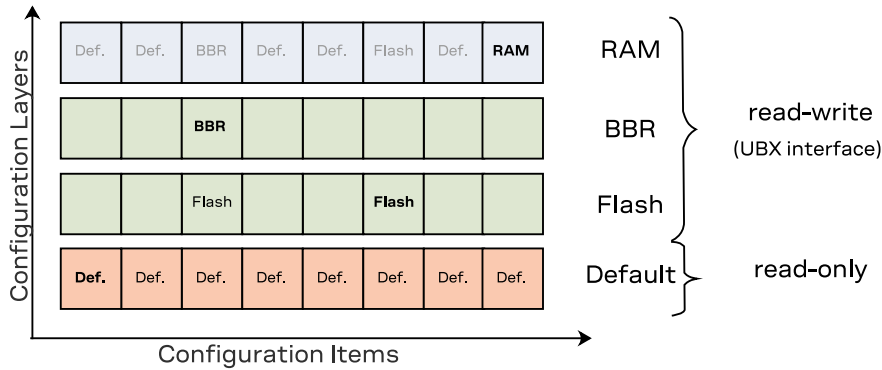 Configuration Layers
Def. Def. BBR Def. Def. Flash Def. RAM
RAM
BBR
BBR
Flash Flash
Flash
Def. Def. Def. Def. Def. Def. Def. Def.
Default
read-write
(UBX interface)
read-only
Configuration Items